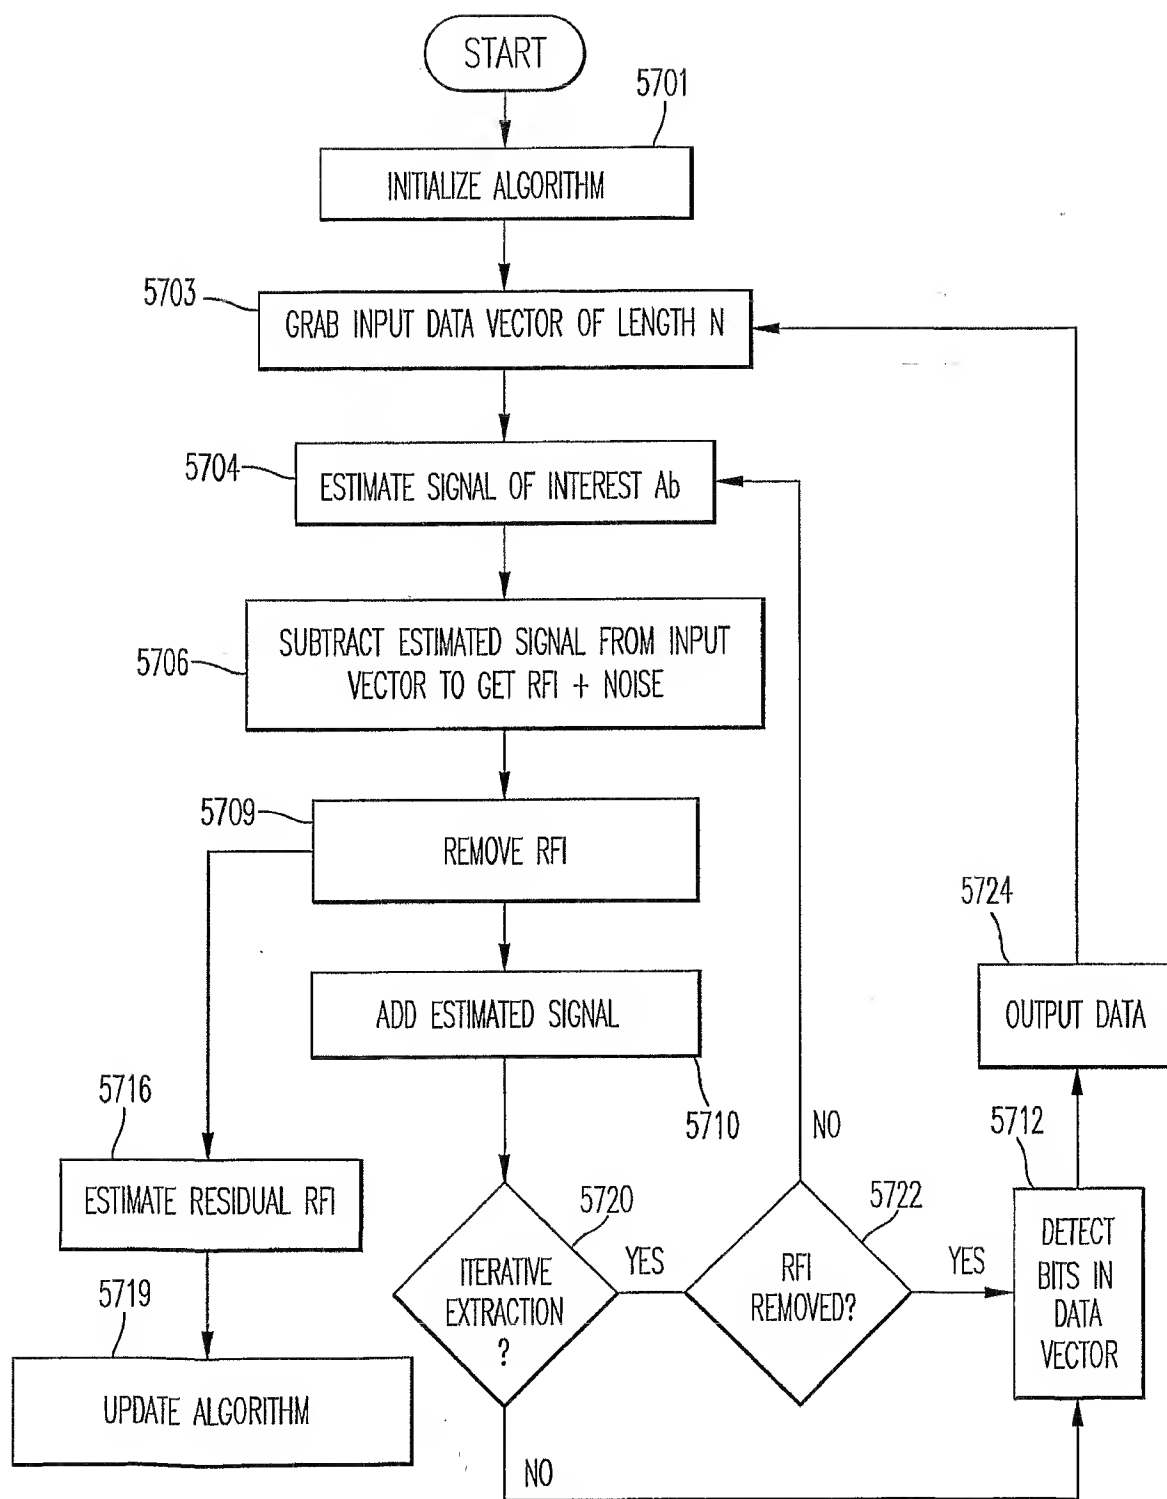 START
5701
INITIALIZE ALGORITHM
5703
GRAB INPUT DATA VECTOR OF LENGTH N
5704
ESTIMATE SIGNAL OF INTEREST Ab
5706
SUBTRACT ESTIMATED SIGNAL FROM INPUT
VECTOR TO GET RFI + NOISE
5709
REMOVE RFI
5724
OUTPUT DATA
ADD ESTIMATED SIGNAL
5710
5716
ESTIMATE RESIDUAL RFI
5719
UPDATE ALGORITHM
5720
ITERATIVE
EXTRACTION
?
YES
NO
5722
RFI
REMOVED?
NO
YES
5712
DETECT
BITS IN
DATA
VECTOR